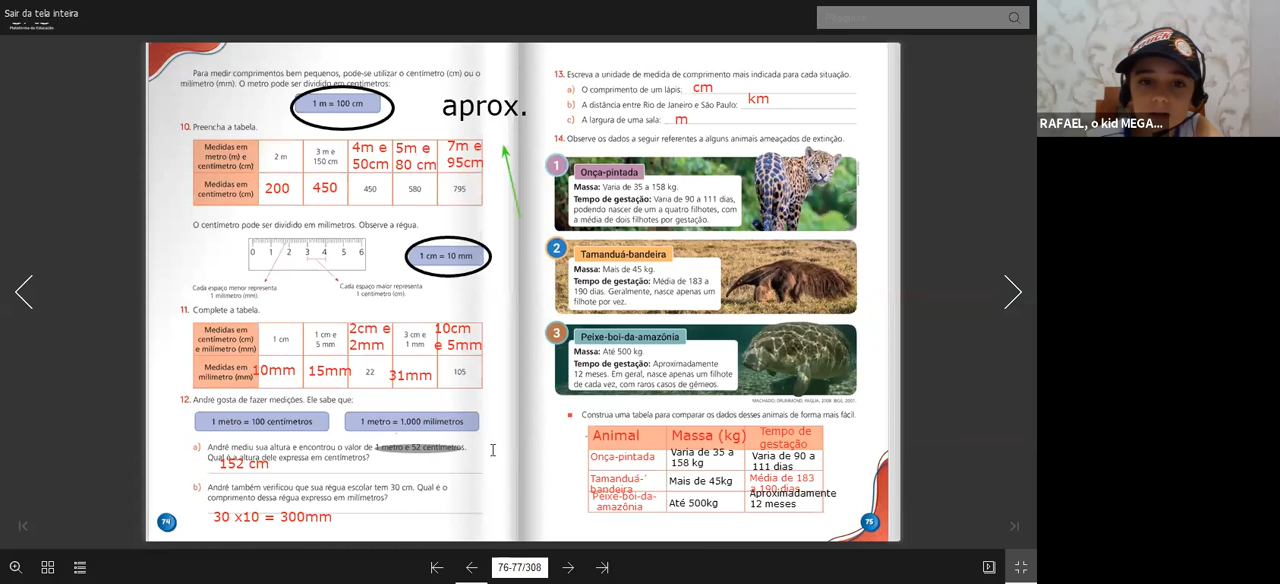 Sair da tela inteira
Plataforma de Educação
Pesquisar
Para medir comprimentos bem pequenos, pode-se utilizar o centímetro (cm) ou o
milímetro (mm). O metro pode ser dividido em centímetros:
1 m = 100 cm
aprox.
10. Preencha a tabela.
Medidas em metro (m) e centímetro (cm) 2 m 3 m e 150 cm 4m e 50cm 5m e 80 cm 7m e 95cm
Medidas em centímetro (cm) 200 450 450 580 795
O centímetro pode ser dividido em milímetros. Observe a régua.
0 1 2 3 4 5 6
1 cm = 10 mm
Cada espaço menor representa
1 milímetro (mm).
Cada espaço maior representa
1 centímetro (cm).
11. Complete a tabela.
Medidas em centímetro (cm) e milímetro (mm) 1 cm 1 cm e 5 mm 2cm e 2mm 3 cm e 1 mm 10cm e 5mm
Medidas em milímetro (mm) 10mm 15mm 22 31mm 105
12. André gosta de fazer medições. Ele sabe que:
1 metro = 100 centímetros 1 metro = 1.000 milímetros
a) André mediu sua altura e encontrou o valor de 1 metro e 52 centímetros.
Qual é a altura dele expressa em centímetros?
152 cm
b) André também verificou que sua régua escolar tem 30 cm. Qual é o
comprimento dessa régua expresso em milímetros?
30 x10 = 300mm
74
13. Escreva a unidade de medida de comprimento mais indicada para cada situação.
a) O comprimento de um lápis: cm
b) A distância entre Rio de Janeiro e São Paulo: km
c) A largura de uma sala: m
14. Observe os dados a seguir referentes a alguns animais ameaçados de extinção.
1
Onça-pintada
Massa: Varia de 35 a 158 kg.
Tempo de gestação: Varia de 90 a 111 dias,
podendo nascer de um a quatro filhotes, com
a média de dois filhotes por gestação.
2
Tamanduá-bandeira
Massa: Mais de 45 kg.
Tempo de gestação: Média de 183 a
190 dias. Geralmente, nasce apenas um
filhote por vez.
3
Peixe-boi-da-amazônia
Massa: Até 500 kg.
Tempo de gestação: Aproximadamente
12 meses. Em geral, nasce apenas um filhote
de cada vez, com raros casos de gêmeos.
MACHADO; DRUMMOND; PAGLIA, 2008. BGE, 2001.
Construa uma tabela para comparar os dados desses animais de forma mais fácil.
Animal Massa (kg) Tempo de gestação
Onça-pintada Varia de 35 a 158 kg Varia de 90 a 111 dias
Tamanduá-bandeira Mais de 45kg Média de 183 a 190 dias
Peixe-boi-da-amazônia Até 500kg Aproximadamente 12 meses
75
76-77/308
RAFAEL, o kid MEGA...